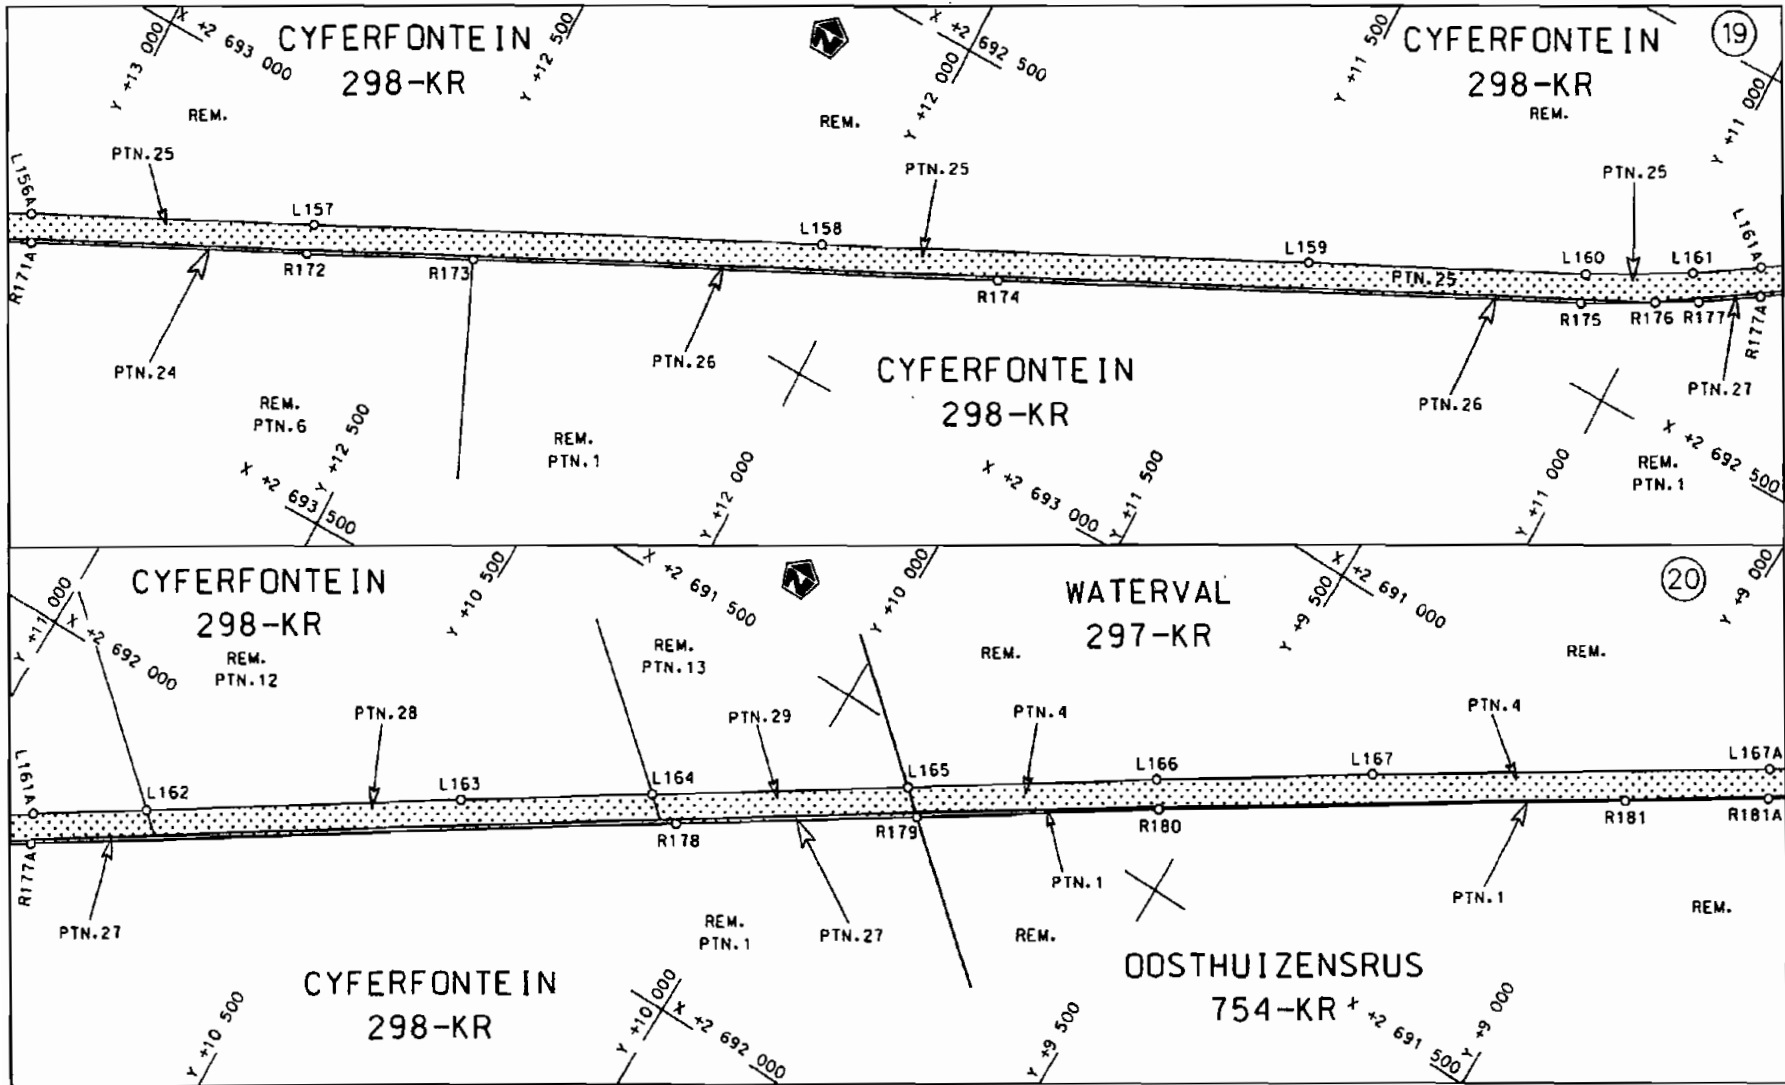 CYFERFONTEIN
298-KR
REM.
CYFERFONTEIN
298-KR
REM.
19
REM.
Y +13 000
X +2 693 000
Y +12 500
Y +12 000
X +2 692 500
Y +11 500
Y +11 000
PTN.25
PTN.25
PTN.25
L156A
L157
L158
L159
L160
L161
L161A
PTN.25
R171A
R172
R173
R174
R175
R176
R177
R177A
PTN.24
PTN.26
PTN.26
PTN.27
CYFERFONTEIN
298-KR
REM.
PTN.6
REM.
PTN.1
REM.
PTN.1
X +2 693 500
Y +12 500
Y +12 000
X +2 693 000
Y +11 500
Y +11 000
X +2 692 500
CYFERFONTEIN
298-KR
REM.
PTN.12
REM.
PTN.13
WATERVAL
297-KR
REM.
REM.
20
Y +11 000
X +2 692 000
Y +10 500
X +2 691 500
Y +10 000
Y +9 500
X +2 691 000
Y +9 000
PTN.28
PTN.29
PTN.4
PTN.4
L161A
L162
L163
L164
L165
L166
L167
L167A
R177A
R178
R179
R180
R181
R181A
PTN.27
PTN.27
PTN.1
PTN.1
REM.
PTN.1
REM.
REM.
CYFERFONTEIN
298-KR
OOSTHUIZENSRUS
754-KR
Y +10 500
Y +10 000
X +2 692 000
Y +9 500
X +2 691 500
Y +9 000